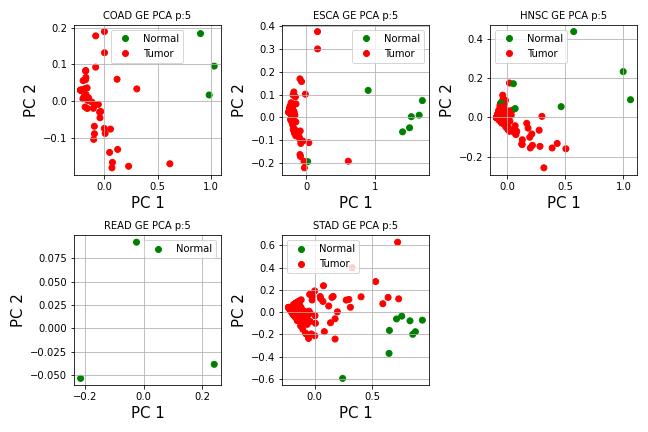 COAD GE PCA p:5
0.2
0.1
0.0
−0.1
PC 2
Normal
Tumor
0.0
0.5
1.0
PC 1
ESCA GE PCA p:5
0.4
0.3
0.2
0.1
0.0
−0.1
−0.2
PC 2
Normal
Tumor
0
1
PC 1
HNSC GE PCA p:5
0.4
0.2
0.0
−0.2
PC 2
Normal
Tumor
0.0
0.5
1.0
PC 1
READ GE PCA p:5
0.075
0.050
0.025
0.000
−0.025
−0.050
PC 2
Normal
−0.2
0.0
0.2
PC 1
STAD GE PCA p:5
0.6
0.4
0.2
0.0
−0.2
−0.4
−0.6
PC 2
Normal
Tumor
0.0
0.5
PC 1